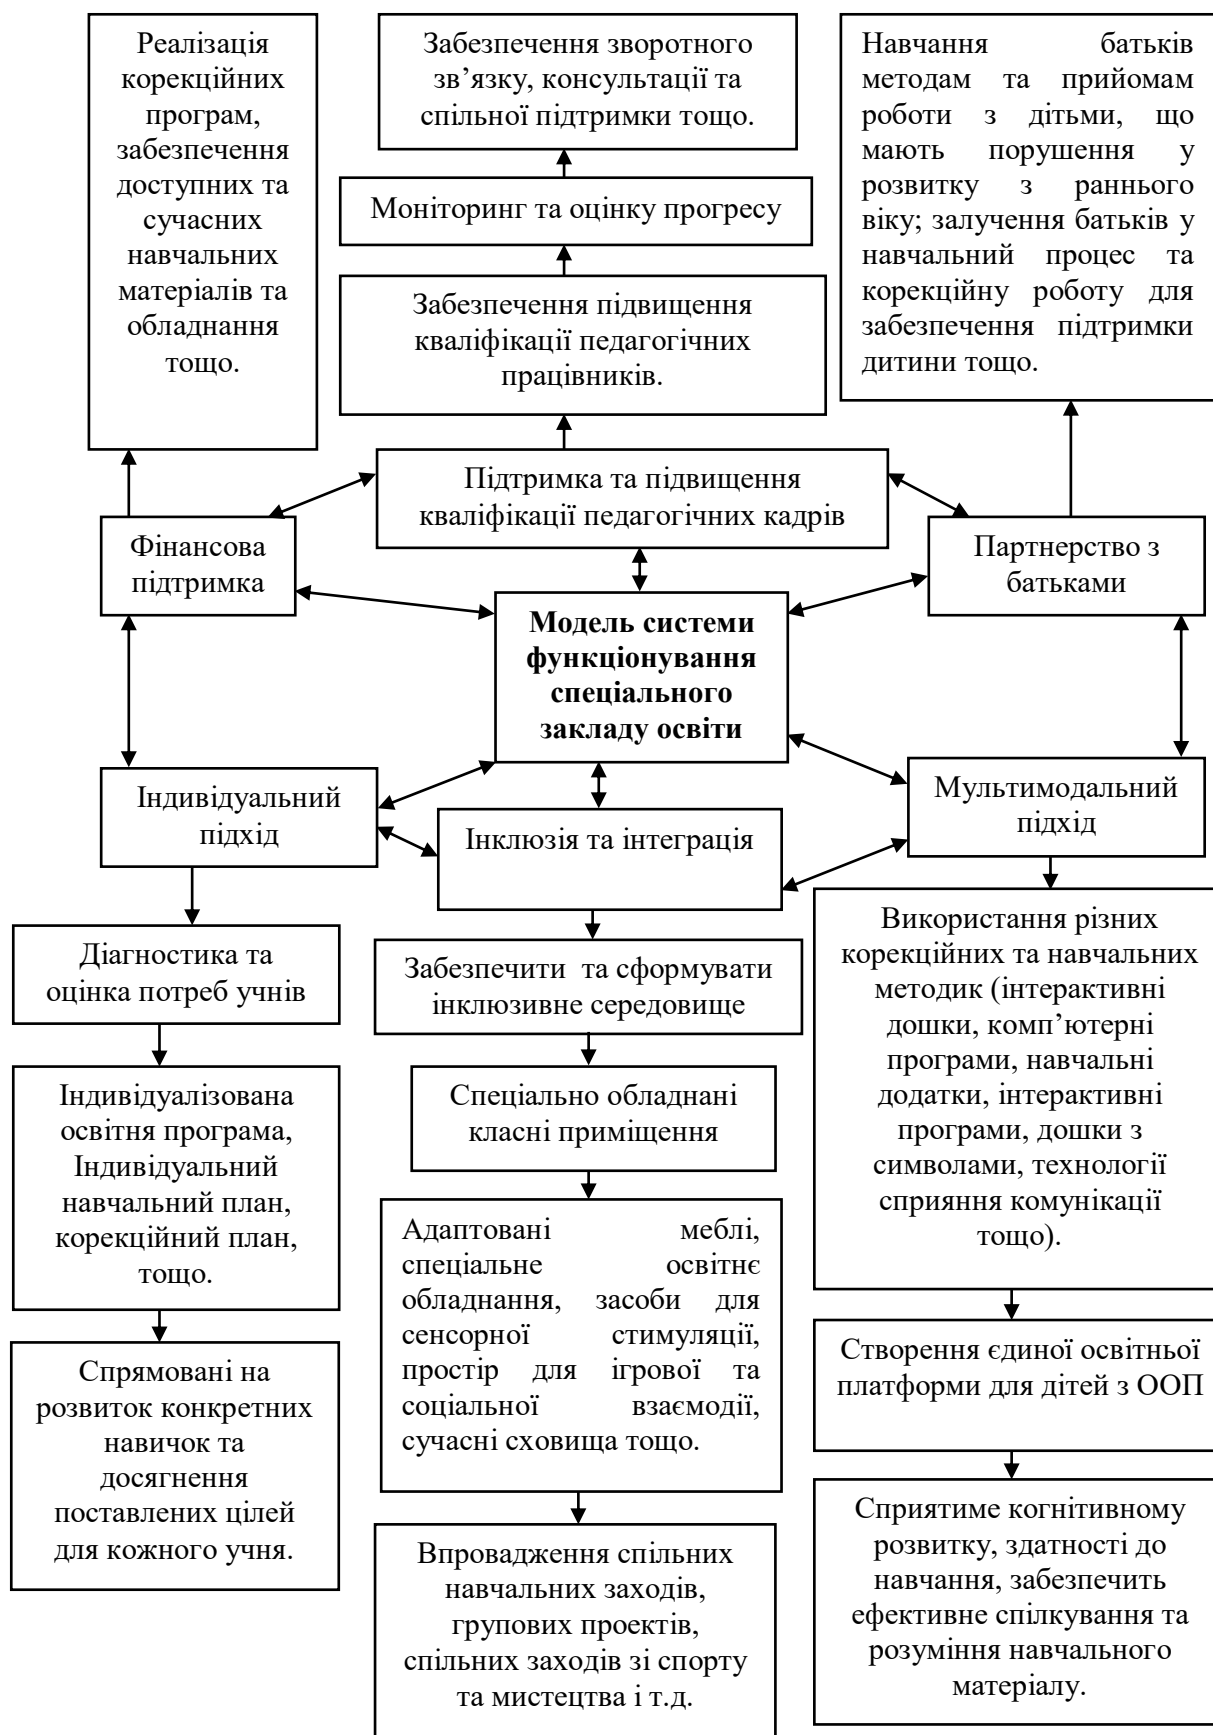 Реалізація
корекційних
програм,
забезпечення
доступних та
сучасних
навчальних
матеріалів та
обладнання
тощо.
Забезпечення зворотного
зв’язку, консультації та
спільної підтримки тощо.
Моніторинг та оцінку прогресу
Забезпечення підвищення
кваліфікації педагогічних
працівників.
Навчання батьків
методам та прийомам
роботи з дітьми, що
мають порушення у
розвитку з раннього
віку; залучення батьків у
навчальний процес та
корекційну роботу для
забезпечення підтримки
дитини тощо.
Підтримка та підвищення
кваліфікації педагогічних кадрів
Фінансова
підтримка
Партнерство з
батьками
Модель системи
функціонування
спеціального
закладу освіти
Індивідуальний
підхід
Інклюзія та інтеграція
Мультимодальний
підхід
Діагностика та
оцінка потреб учнів
Індивідуалізована
освітня програма,
Індивідуальний
навчальний план,
корекційний план,
тощо.
Спрямовані на
розвиток конкретних
навичок та
досягнення
поставлених цілей
для кожного учня.
Забезпечити та сформувати
інклюзивне середовище
Спеціально обладнані
класні приміщення
Адаптовані меблі,
спеціальне освітнє
обладнання, засоби для
сенсорної стимуляції,
простір для ігрової та
соціальної взаємодії,
сучасні сховища тощо.
Впровадження спільних
навчальних заходів,
групових проектів,
спільних заходів зі спорту
та мистецтва і т.д.
Використання різних
корекційних та навчальних
методик (інтерактивні
дошки, комп’ютерні
програми, навчальні
додатки, інтерактивні
програми, дошки з
символами, технології
сприяння комунікації
тощо).
Створення єдиної освітньої
платформи для дітей з ООП
Сприятиме когнітивному
розвитку, здатності до
навчання, забезпечить
ефективне спілкування та
розуміння навчального
матеріалу.